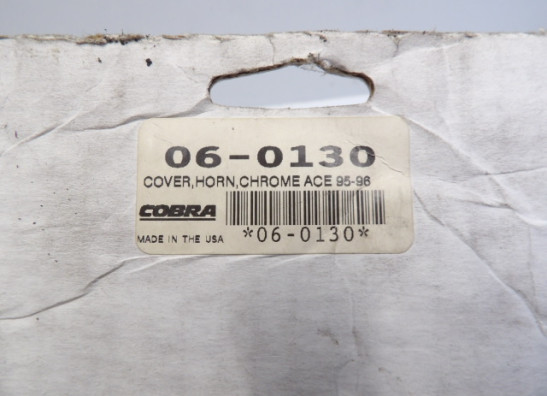 06-0130
COVER,HORN,CHROME ACE 95-96
COBRA
*06-0130*
MADE IN THE USA